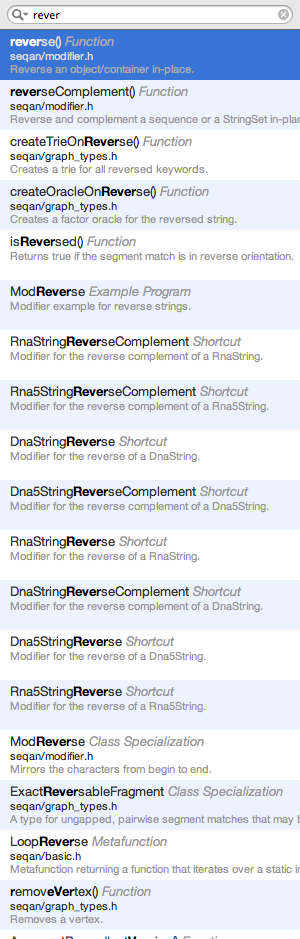 rever
reverse() Function
seqan/modifier.h
Reverse an object/container in-place.
reverseComplement() Function
seqan/modifier.h
Reverse and complement a sequence or a StringSet in-plac
createTrieOnReverse() Function
seqan/graph_types.h
Creates a trie for all reversed keywords.
createOracleOnReverse() Function
seqan/graph_types.h
Creates a factor oracle for the reversed string.
isReversed() Function
Returns true if the segment match is in reverse orientation.
ModReverse Example Program
Modifier example for reverse strings.
RnaStringReverseComplement Shortcut
Modifier for the reverse complement of a RnaString.
Rna5StringReverseComplement Shortcut
Modifier for the reverse complement of a Rna5String.
DnaStringReverse Shortcut
Modifier for the reverse of a DnaString.
Dna5StringReverseComplement Shortcut
Modifier for the reverse complement of a Dna5String.
RnaStringReverse Shortcut
Modifier for the reverse of a RnaString.
DnaStringReverseComplement Shortcut
Modifier for the reverse complement of a DnaString.
Dna5StringReverse Shortcut
Modifier for the reverse of a Dna5String.
Rna5StringReverse Shortcut
Modifier for the reverse of a Rna5String.
ModReverse Class Specialization
seqan/modifier.h
Mirrors the characters from begin to end.
ExactReversableFragment Class Specialization
seqan/graph_types.h
A type for ungapped, pairwise segment matches that may b
LoopReverse Metafunction
seqan/basic.h
Metafunction returning a function that iterates over a static in
removeVertex() Function
seqan/graph_types.h
Removes a vertex.